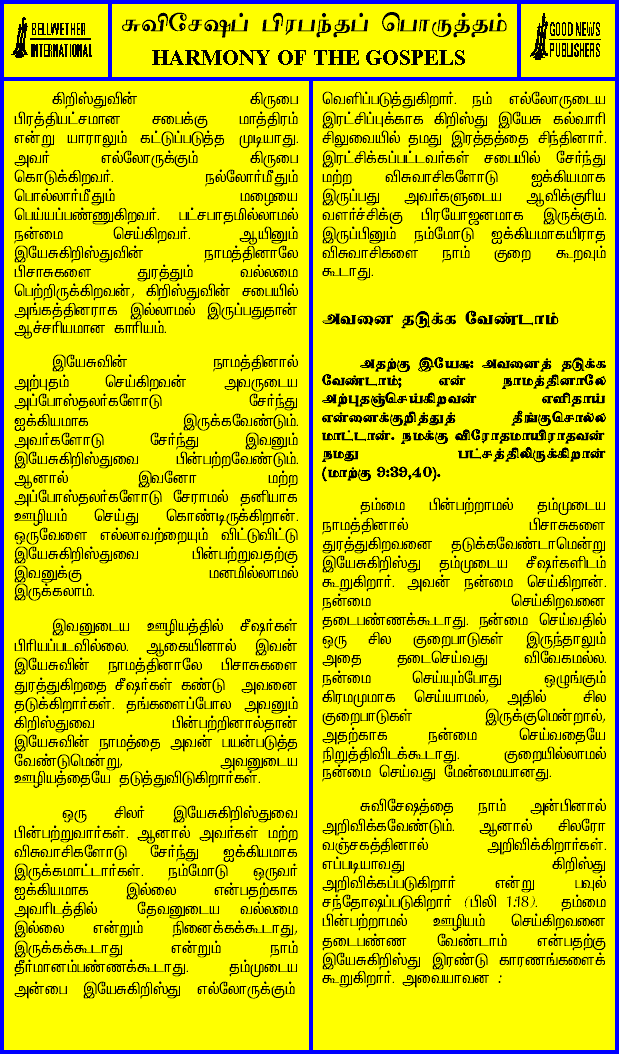 BELLWETHER
INTERNATIONAL
சுவிசேஷப் பிரபந்தப் பொருத்தம்
HARMONY OF THE GOSPELS
GOOD NEWS
PUBLISHERS
கிறிஸ்துவின் கிருபை
பிரத்தியட்சமான சபைக்கு மாத்திரம்
என்று யாராலும் கட்டுப்படுத்த முடியாது.
அவர் எல்லோருக்கும் கிருபை
கொடுக்கிறவர். நல்லோர்மீதும்
பொல்லார்மீதும் மழையை
பெய்யப்பண்ணுகிறவர். பட்சபாதமில்லாமல்
நன்மை செய்கிறவர். ஆயினும்
இயேசுகிறிஸ்துவின் நாமத்தினாலே
பிசாசுகளை துரத்தும் வல்லமை
பெற்றிருக்கிறவன், கிறிஸ்துவின் சபையில்
அங்கத்தினராக இல்லாமல் இருப்பதுதான்
ஆச்சரியமான காரியம்.
இயேசுவின் நாமத்தினால்
அற்புதம் செய்கிறவன் அவருடைய
அப்போஸ்தலர்களோடு சேர்ந்து
ஐக்கியமாக இருக்கவேண்டும்.
அவர்களோடு சேர்ந்து இவனும்
இயேசுகிறிஸ்துவை பின்பற்றவேண்டும்.
ஆனால் இவனோ மற்ற
அப்போஸ்தலர்களோடு சேராமல் தனியாக
ஊழியம் செய்து கொண்டிருக்கிறான்.
ஒருவேளை எல்லாவற்றையும் விட்டுவிட்டு
இயேசுகிறிஸ்துவை பின்பற்றுவதற்கு
இவனுக்கு மனமில்லாமல்
இருக்கலாம்.
இவனுடைய ஊழியத்தில் சீஷர்கள்
பிரியப்படவில்லை. ஆகையினால் இவன்
இயேசுவின் நாமத்தினாலே பிசாசுகளை
துரத்துகிறதை சீஷர்கள் கண்டு அவனை
தடுக்கிறார்கள். தங்களைப்போல அவனும்
கிறிஸ்துவை பின்பற்றினால்தான்
இயேசுவின் நாமத்தை அவன் பயன்படுத்த
வேண்டுமென்று, அவனுடைய
ஊழியத்தையே தடுத்துவிடுகிறார்கள்.
ஒரு சிலர் இயேசுகிறிஸ்துவை
பின்பற்றுவார்கள். ஆனால் அவர்கள் மற்ற
விசுவாசிகளோடு சேர்ந்து ஐக்கியமாக
இருக்கமாட்டார்கள். நம்மோடு ஒருவர்
ஐக்கியமாக இல்லை என்பதற்காக
அவரிடத்தில் தேவனுடைய வல்லமை
இல்லை என்றும் நினைக்கக்கூடாது,
இருக்கக்கூடாது என்றும் நாம்
தீர்மானம்பண்ணக்கூடாது. தம்முடைய
அன்பை இயேசுகிறிஸ்து எல்லோருக்கும்
வெளிப்படுத்துகிறார். நம் எல்லோருடைய
இரட்சிப்புக்காக கிறிஸ்து இயேசு கல்வாரி
சிலுவையில் தமது இரத்தத்தை சிந்தினார்.
இரட்சிக்கப்பட்டவர்கள் சபையில் சேர்ந்து
மற்ற விசுவாசிகளோடு ஐக்கியமாக
இருப்பது அவர்களுடைய ஆவிக்குரிய
வளர்ச்சிக்கு பிரயோஜனமாக இருக்கும்.
இருப்பினும் நம்மோடு ஐக்கியமாகயிராத
விசுவாசிகளை நாம் குறை கூறவும்
கூடாது.
அவனை தடுக்க வேண்டாம்
அதற்கு இயேசு: அவனைத் தடுக்க
வேண்டாம்; என் நாமத்தினாலே
அற்புதஞ்செய்கிறவன் எளிதாய்
என்னைக்குறித்துத் தீங்குசொல்ல
மாட்டான். நமக்கு விரோதமாயிராதவன்
நமது பட்சத்திலிருக்கிறான்
(மாற்கு 9:39,40).
தம்மை பின்பற்றாமல் தம்முடைய
நாமத்தினால் பிசாசுகளை
துரத்துகிறவனை தடுக்கவேண்டாமென்று
இயேசுகிறிஸ்து தம்முடைய சீஷர்களிடம்
கூறுகிறார். அவன் நன்மை செய்கிறான்.
நன்மை செய்கிறவனை
தடைபண்ணக்கூடாது. நன்மை செய்வதில்
ஒரு சில குறைபாடுகள் இருந்தாலும்
அதை தடைசெய்வது விவேகமல்ல.
நன்மை செய்யும்போது ஒழுங்கும்
கிரமமுமாக செய்யாமல், அதில் சில
குறைபாடுகள் இருக்குமென்றால்,
அதற்காக நன்மை செய்வதையே
நிறுத்திவிடக்கூடாது. குறையில்லாமல்
நன்மை செய்வது மேன்மையானது.
சுவிசேஷத்தை நாம் அன்பினால்
அறிவிக்கவேண்டும். ஆனால் சிலரோ
வஞ்சகத்தினால் அறிவிக்கிறார்கள்.
எப்படியாவது கிறிஸ்து
அறிவிக்கப்படுகிறார் என்று பவுல்
சந்தோஷப்படுகிறார் (பிலி 1:18). தம்மை
பின்பற்றாமல் ஊழியம் செய்கிறவனை
தடைபண்ண வேண்டாம் என்பதற்கு
இயேசுகிறிஸ்து இரண்டு காரணங்களைக்
கூறுகிறார். அவையாவன :